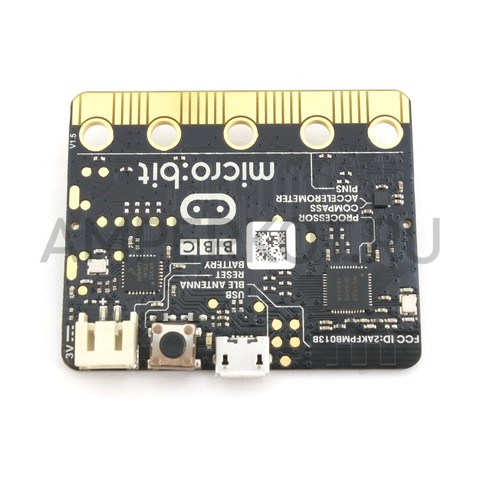 V1.5
micro:bit
BBC
PROCESSOR
COMPASS
ACCELEROMETER
PINS
BATTERY
RESET
BLE ANTENNA
USB
3V
FCC ID:2AKFPMB013B